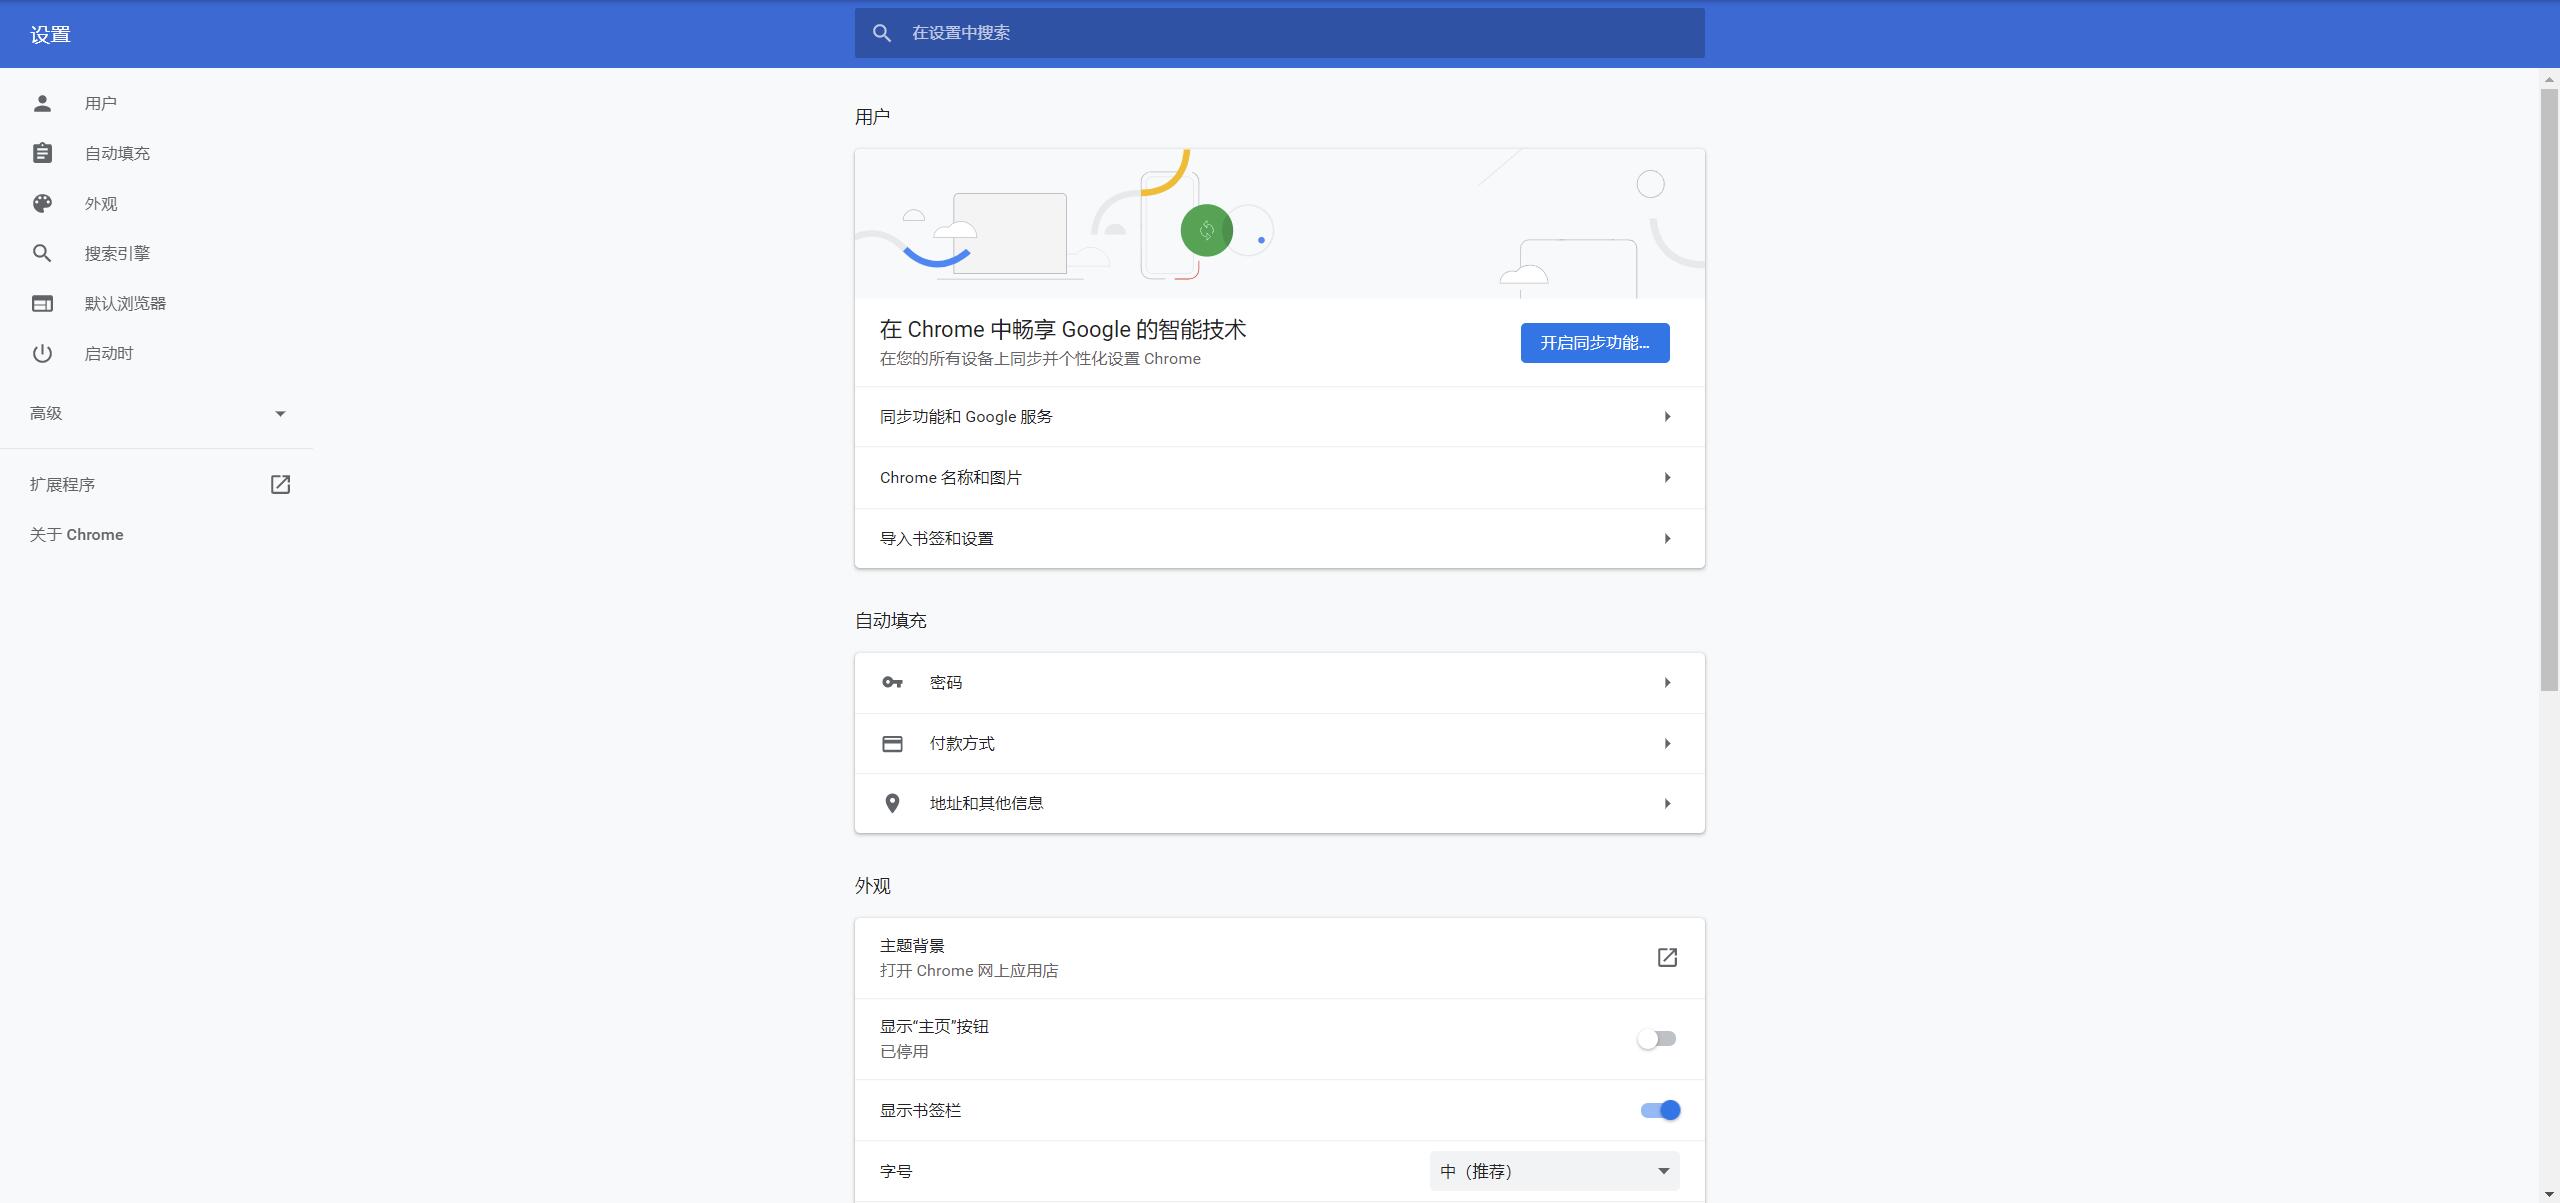 设置
在设置中搜索
用户
自动填充
外观
搜索引擎
默认浏览器
启动时
高级
扩展程序
关于 Chrome
用户
在 Chrome 中畅享 Google 的智能技术
在您的所有设备上同步并个性化设置 Chrome
开启同步功能...
同步功能和 Google 服务
Chrome 名称和图片
导入书签和设置
自动填充
密码
付款方式
地址和其他信息
外观
主题背景
打开 Chrome 网上应用店
显示“主页”按钮
已停用
显示书签栏
字号
中（推荐）